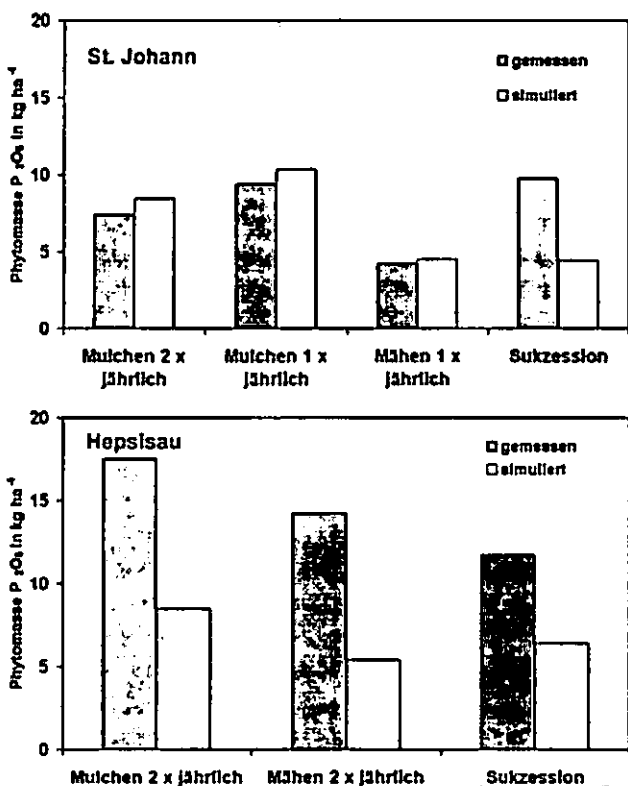 20
St. Johann
gemessen
simuliert
15
10
5
0
Phytomasse P2O5 in kg ha-1
Mulchen 2 x jährlich
Mulchen 1 x jährlich
Mähen 1 x jährlich
Sukzession
20
Hepsisau
gemessen
simuliert
15
10
5
0
Phytomasse P2O5 in kg ha-1
Mulchen 2 x jährlich
Mähen 2 x jährlich
Sukzession